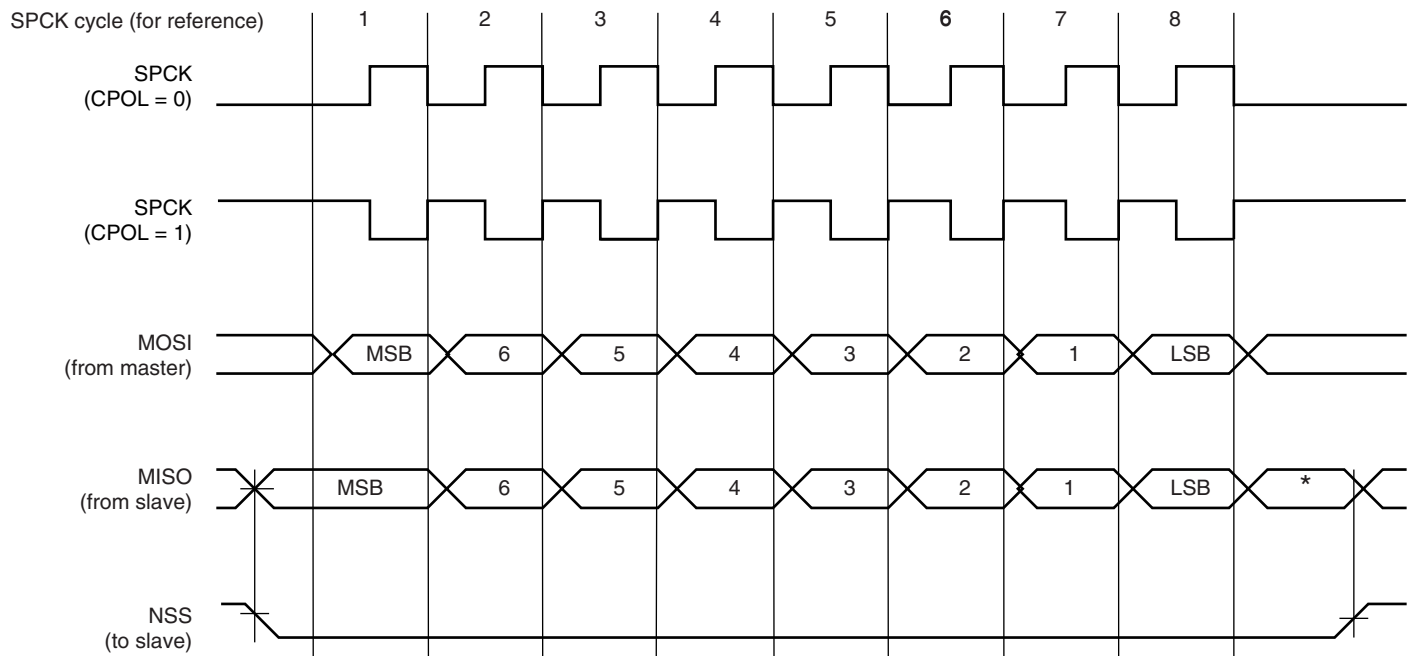 SPCK cycle (for reference) 1 2 3 4 5 6 7 8
SPCK
(CPOL = 0)
SPCK
(CPOL = 1)
MOSI
(from master)
MSB 6 5 4 3 2 1 LSB
MISO
(from slave)
MSB 6 5 4 3 2 1 LSB *
NSS
(to slave)